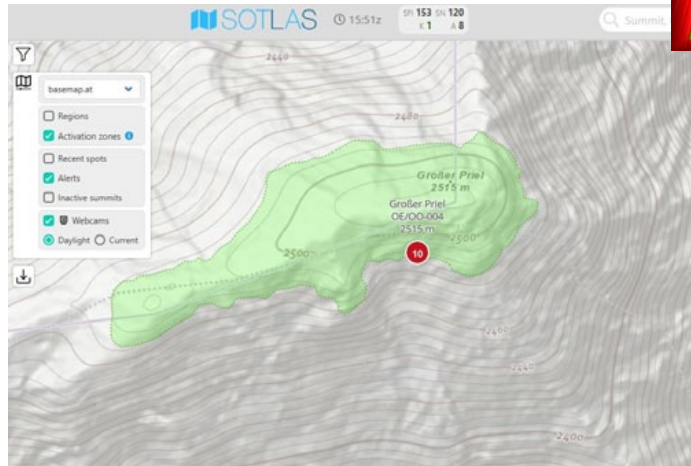 SOTLAS
15:51z
SFI 153 SN 120
K 1 A 8
Summit,
basemap.at
Regions
Activation zones
Recent spots
Alerts
Inactive summits
Webcams
Daylight Current
2440
2480
Großer Priel
2515 m
Großer Priel
OE/OO-004
2515 m
2500
2500
10
2460
2440
2400